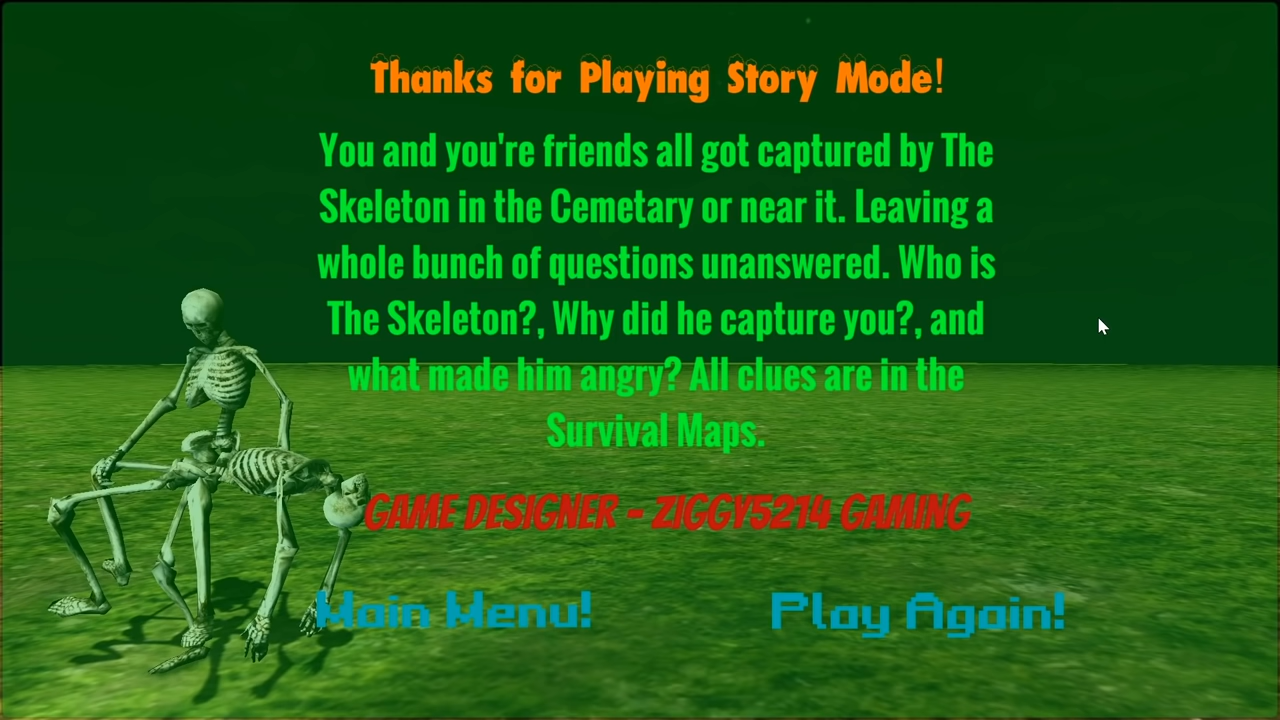 Thanks for Playing Story Mode!
You and you're friends all got captured by The
Skeleton in the Cemetary or near it. Leaving a
whole bunch of questions unanswered. Who is
The Skeleton?, Why did he capture you?, and
what made him angry? All clues are in the
Survival Maps.
GAME DESIGNER - ZIGGY5214 GAMING
Main Menu!
Play Again!